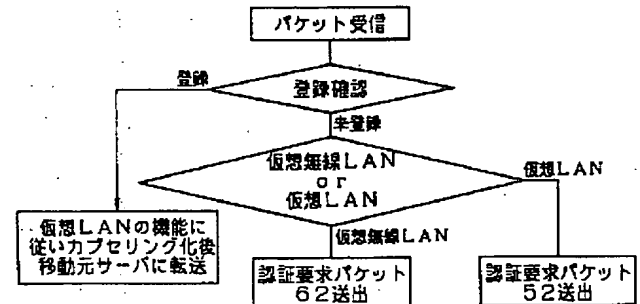 パケット受信
登録確認
登録
未登録
仮想無線LAN
or
仮想LAN
仮想LAN
仮想無線LAN
仮想LANの機能に
従いカプセリング化後
移動元サーバに転送
認証要求パケット
62送出
認証要求パケット
52送出